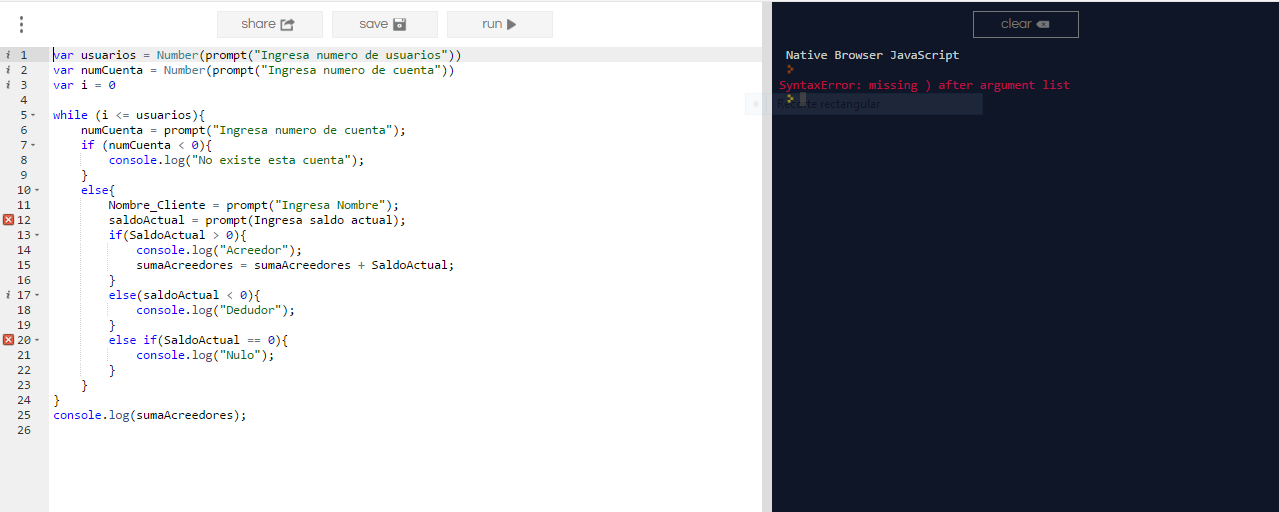 share save run clear
1 var usuarios = Number(prompt("Ingresa numero de usuarios"))
2 var numCuenta = Number(prompt("Ingresa numero de cuenta"))
3 var i = 0
4
5 while (i <= usuarios){
6 numCuenta = prompt("Ingresa numero de cuenta");
7 if (numCuenta < 0){
8 console.log("No existe esta cuenta");
9 }
10 else{
11 Nombre_Cliente = prompt("Ingresa Nombre");
12 saldoActual = prompt(Ingresa saldo actual);
13 if(SaldoActual > 0){
14 console.log("Acreedor");
15 sumaAcreedores = sumaAcreedores + SaldoActual;
16 }
17 else(saldoActual < 0){
18 console.log("Dedudor");
19 }
20 else if(SaldoActual == 0){
21 console.log("Nulo");
22 }
23 }
24 }
25 console.log(sumaAcreedores);
26
Native Browser JavaScript
SyntaxError: missing ) after argument list
Recorte rectangular